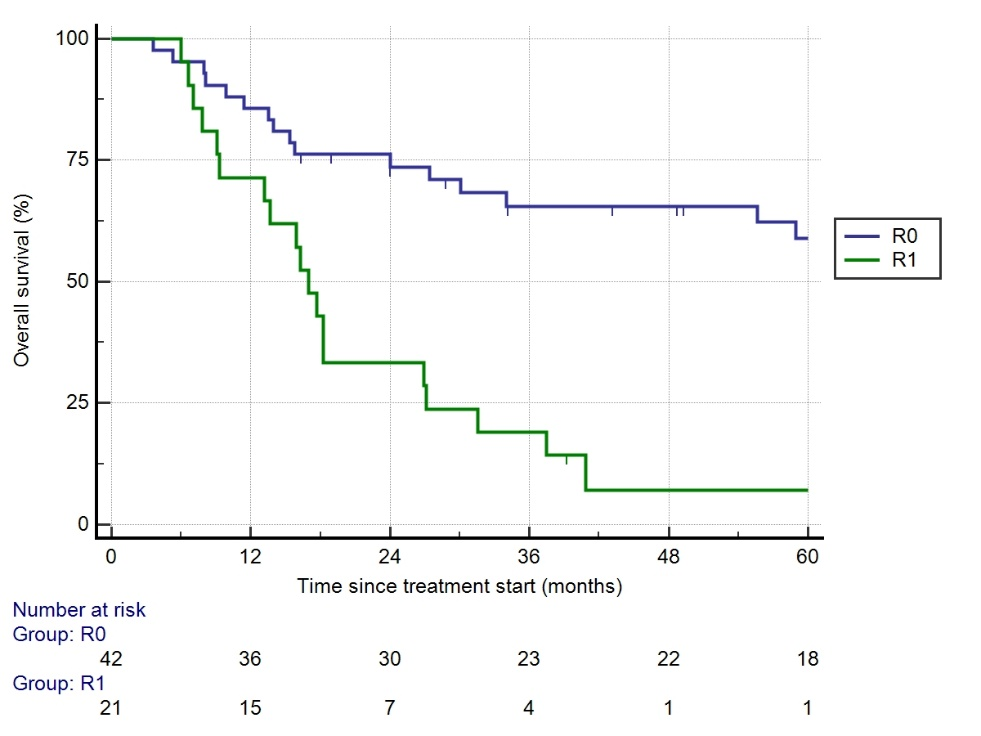 100
75
50
25
0
Overall survival (%)
R0
R1
0 12 24 36 48 60
Time since treatment start (months)
Number at risk
Group: R0
42 36 30 23 22 18
Group: R1
21 15 7 4 1 1